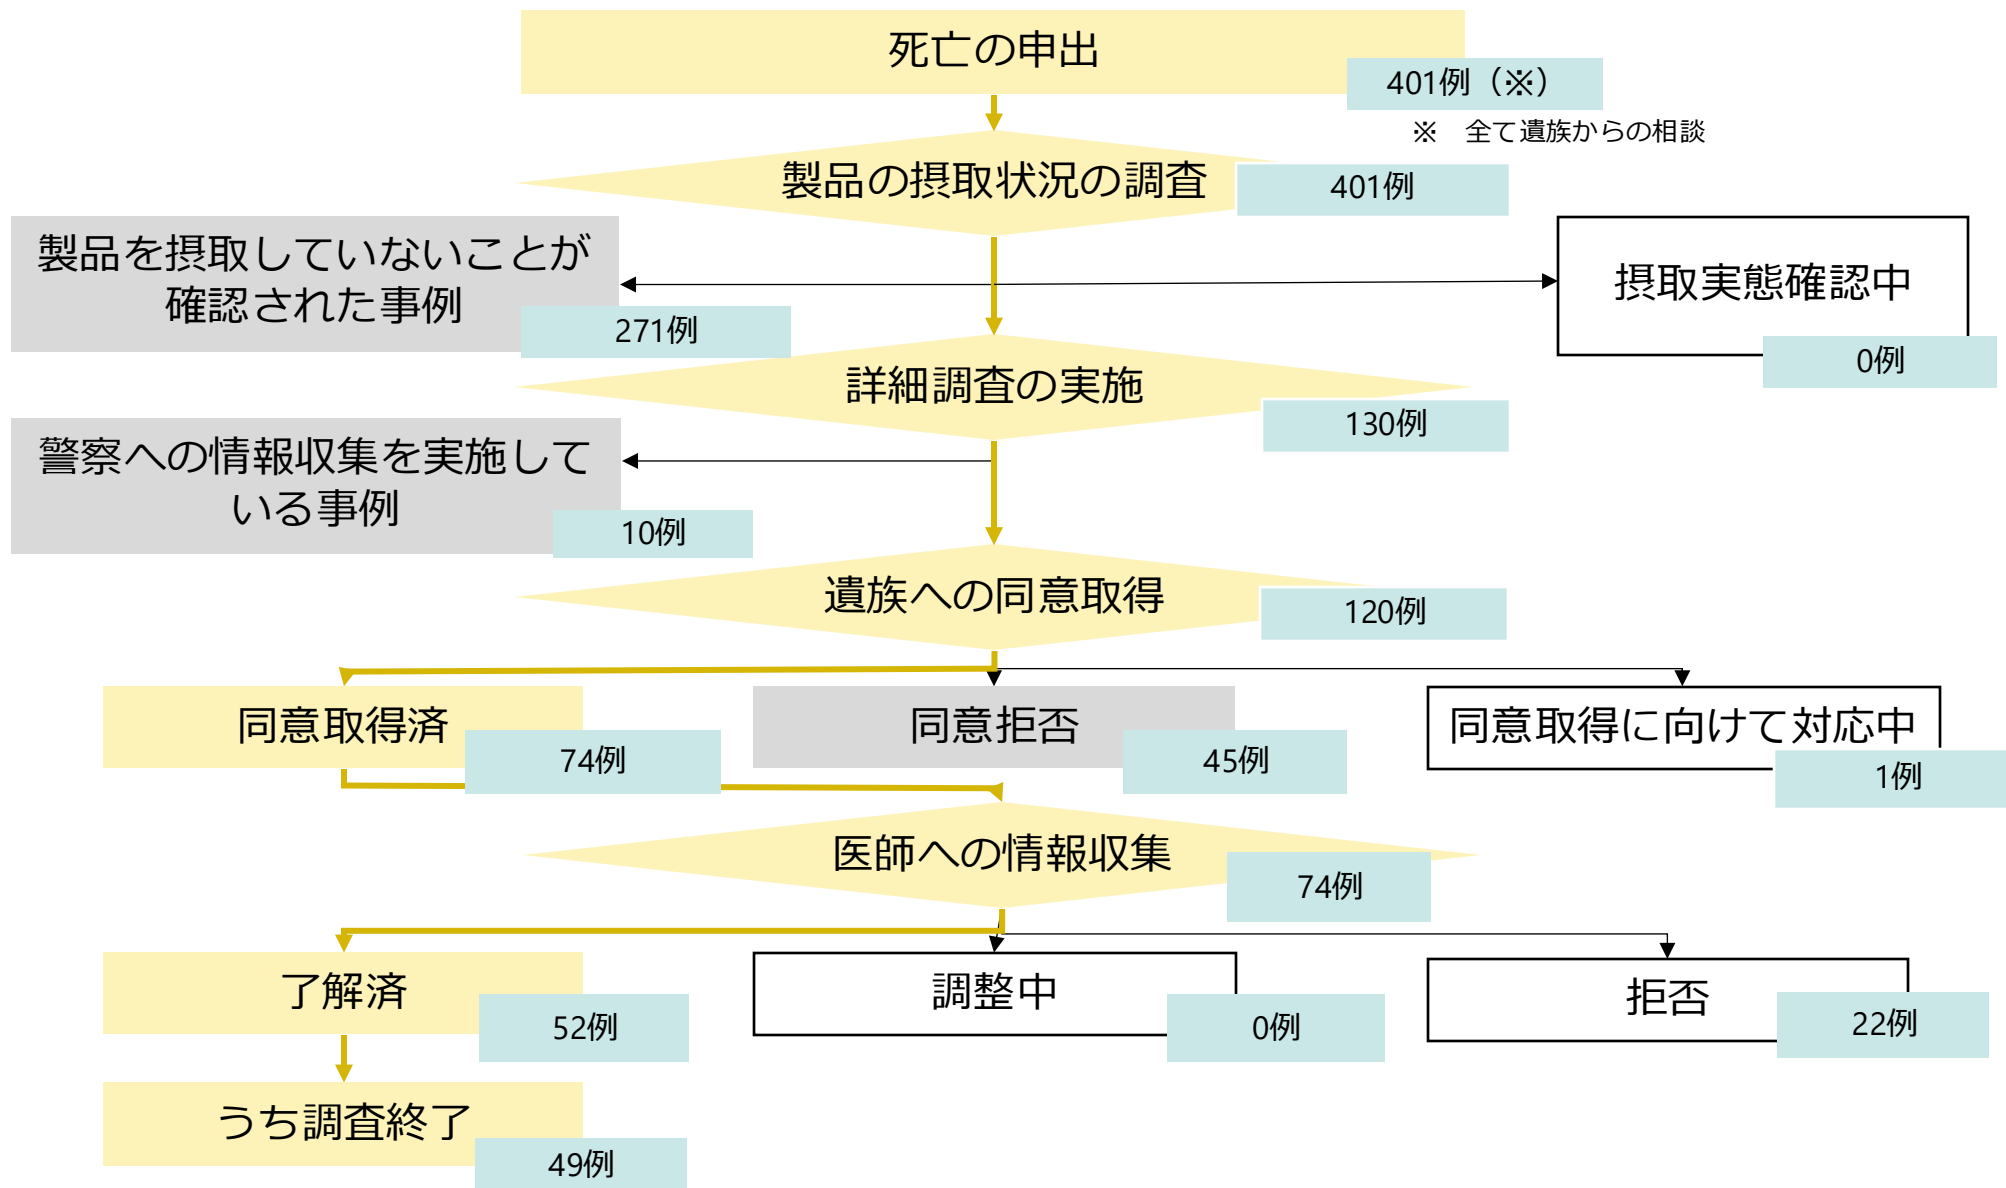 死亡の申出
401例（※）
※　全て遺族からの相談
製品の摂取状況の調査
401例
製品を摂取していないことが
確認された事例
271例
摂取実態確認中
0例
詳細調査の実施
130例
警察への情報収集を実施して
いる事例
10例
遺族への同意取得
120例
同意取得済
74例
同意拒否
45例
同意取得に向けて対応中
1例
医師への情報収集
74例
了解済
52例
調整中
0例
拒否
22例
うち調査終了
49例